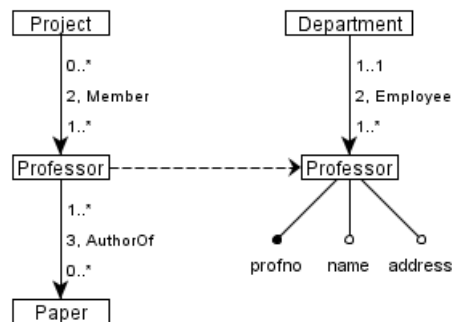 Project
Department
0..*
1..1
2, Member
2, Employee
1..*
1..*
Professor
Professor
1..*
3, AuthorOf
0..*
profno
name
address
Paper